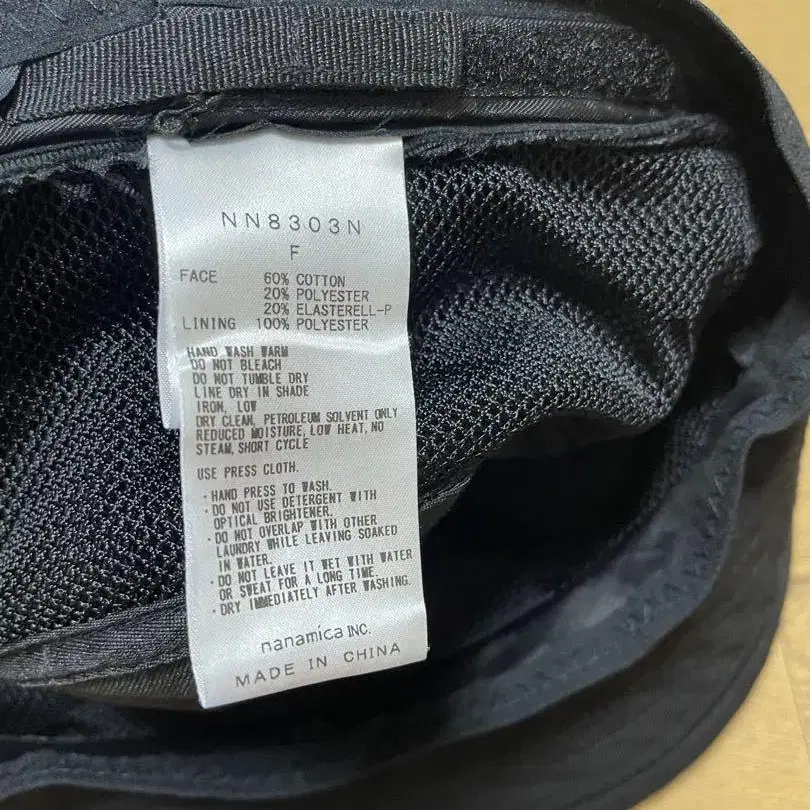 NN8303N
F
FACE 60% COTTON
20% POLYESTER
20% ELASTERELL-P
LINING 100% POLYESTER
HAND WASH WARM
DO NOT BLEACH
DO NOT TUMBLE DRY
LINE DRY IN SHADE
IRON, LOW
DRY CLEAN, PETROLEUM SOLVENT ONLY
REDUCED MOISTURE, LOW HEAT, NO
STEAM, SHORT CYCLE
USE PRESS CLOTH.
・HAND PRESS TO WASH.
・DO NOT USE DETERGENT WITH
OPTICAL BRIGHTENER.
・DO NOT OVERLAP WITH OTHER
LAUNDRY WHILE LEAVING SOAKED
IN WATER.
・DO NOT LEAVE IT WET WITH WATER
OR SWEAT FOR A LONG TIME.
・DRY IMMEDIATELY AFTER WASHING.
nanamica INC.
MADE IN CHINA